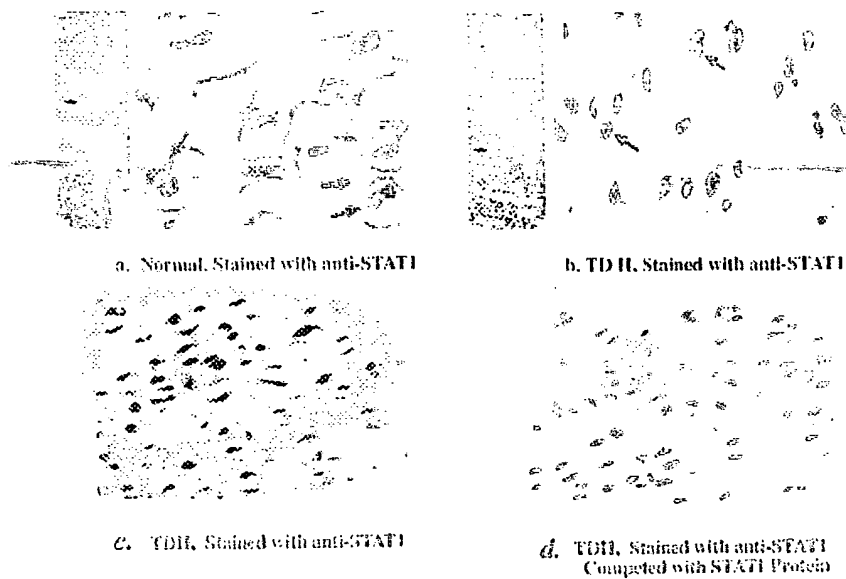 a. Normal. Stained with anti-STAT1
b. TD II. Stained with anti-STAT1
c. TDII. Stained with anti-STAT1
d. TDII. Stained with anti-STAT1
Competed with STAT1 Protein